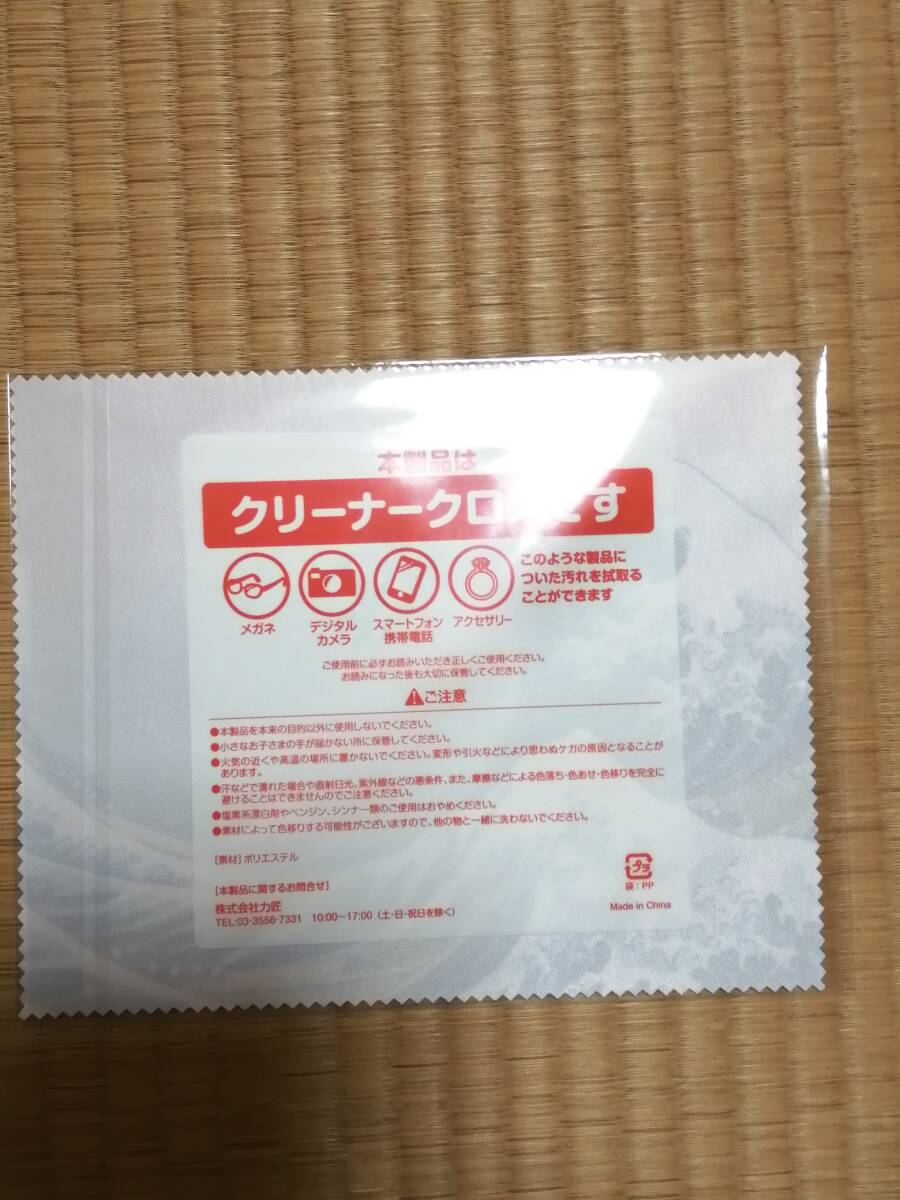 本製品は
クリーナークロスです
メガネ
デジタル
カメラ
スマートフォン
携帯電話
アクセサリー
このような製品に
ついた汚れを拭取る
ことができます
ご使用前に必ずお読みいただき正しくご使用ください。
お読みになった後も大切に保管してください。
ご注意
●本製品を本来の目的以外に使用しないでください。
●小さなお子さまの手が届かない所に保管してください。
●火気の近くや高温の場所に置かないでください。変形や引火などにより思わぬケガの原因となることが
あります。
●汗などで濡れた場合や直射日光、紫外線などの悪条件、また、摩擦などによる色落ち・色あせ・色移りを完全に
避けることはできませんのでご注意ください。
●塩素系漂白剤やベンジン、シンナー類のご使用はおやめください。
●素材によって色移りする可能性がございますので、他の物と一緒に洗わないでください。
[素材]ポリエステル
【本製品に関するお問合せ】
株式会社力匠
TEL:03-3556-7331 10:00〜17:00(土・日・祝日を除く)
プラ
袋:PP
Made in China